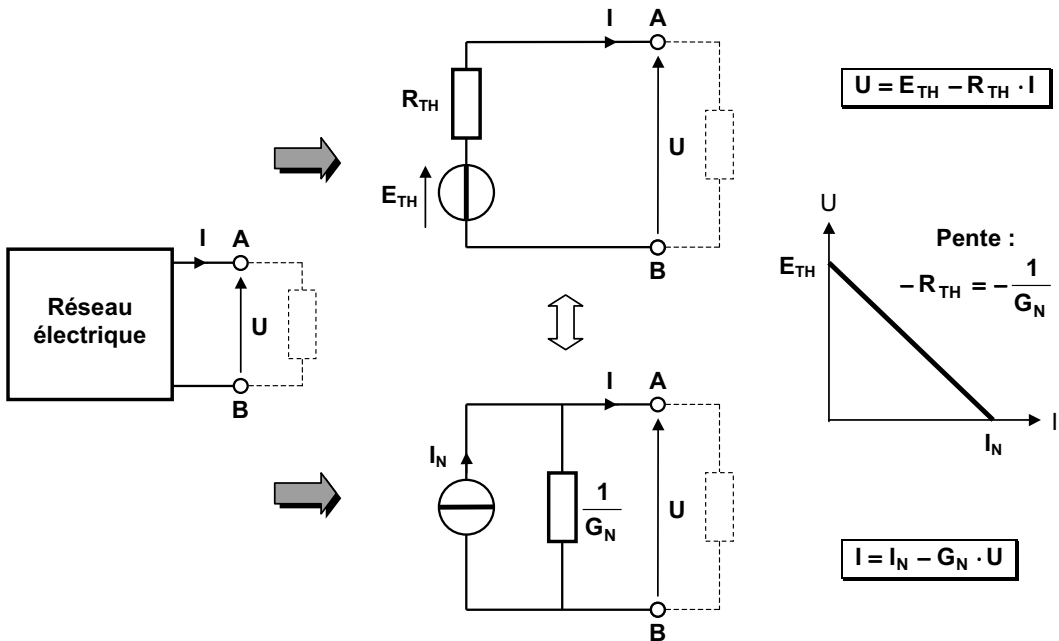 I A
R_TH
E_TH
U
B
U = E_TH – R_TH · I
I A
Réseau
électrique
U
B
U
E_TH
Pente :
– R_TH = – 1/G_N
I_N
I
I A
I_N
1/G_N
U
B
I = I_N – G_N · U